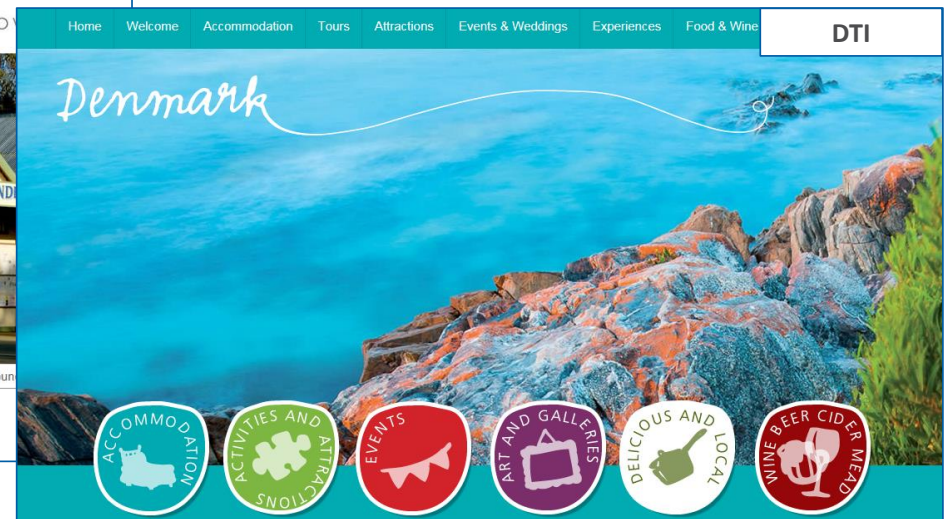 Home Welcome Accommodation Tours Attractions Events & Weddings Experiences Food & Wine
DTI
Denmark
ACCOMMODATION
ACTIVITIES AND ATTRACTIONS
EVENTS
ART AND GALLERIES
DELICIOUS AND LOCAL
WINE BEER CIDER MEAD